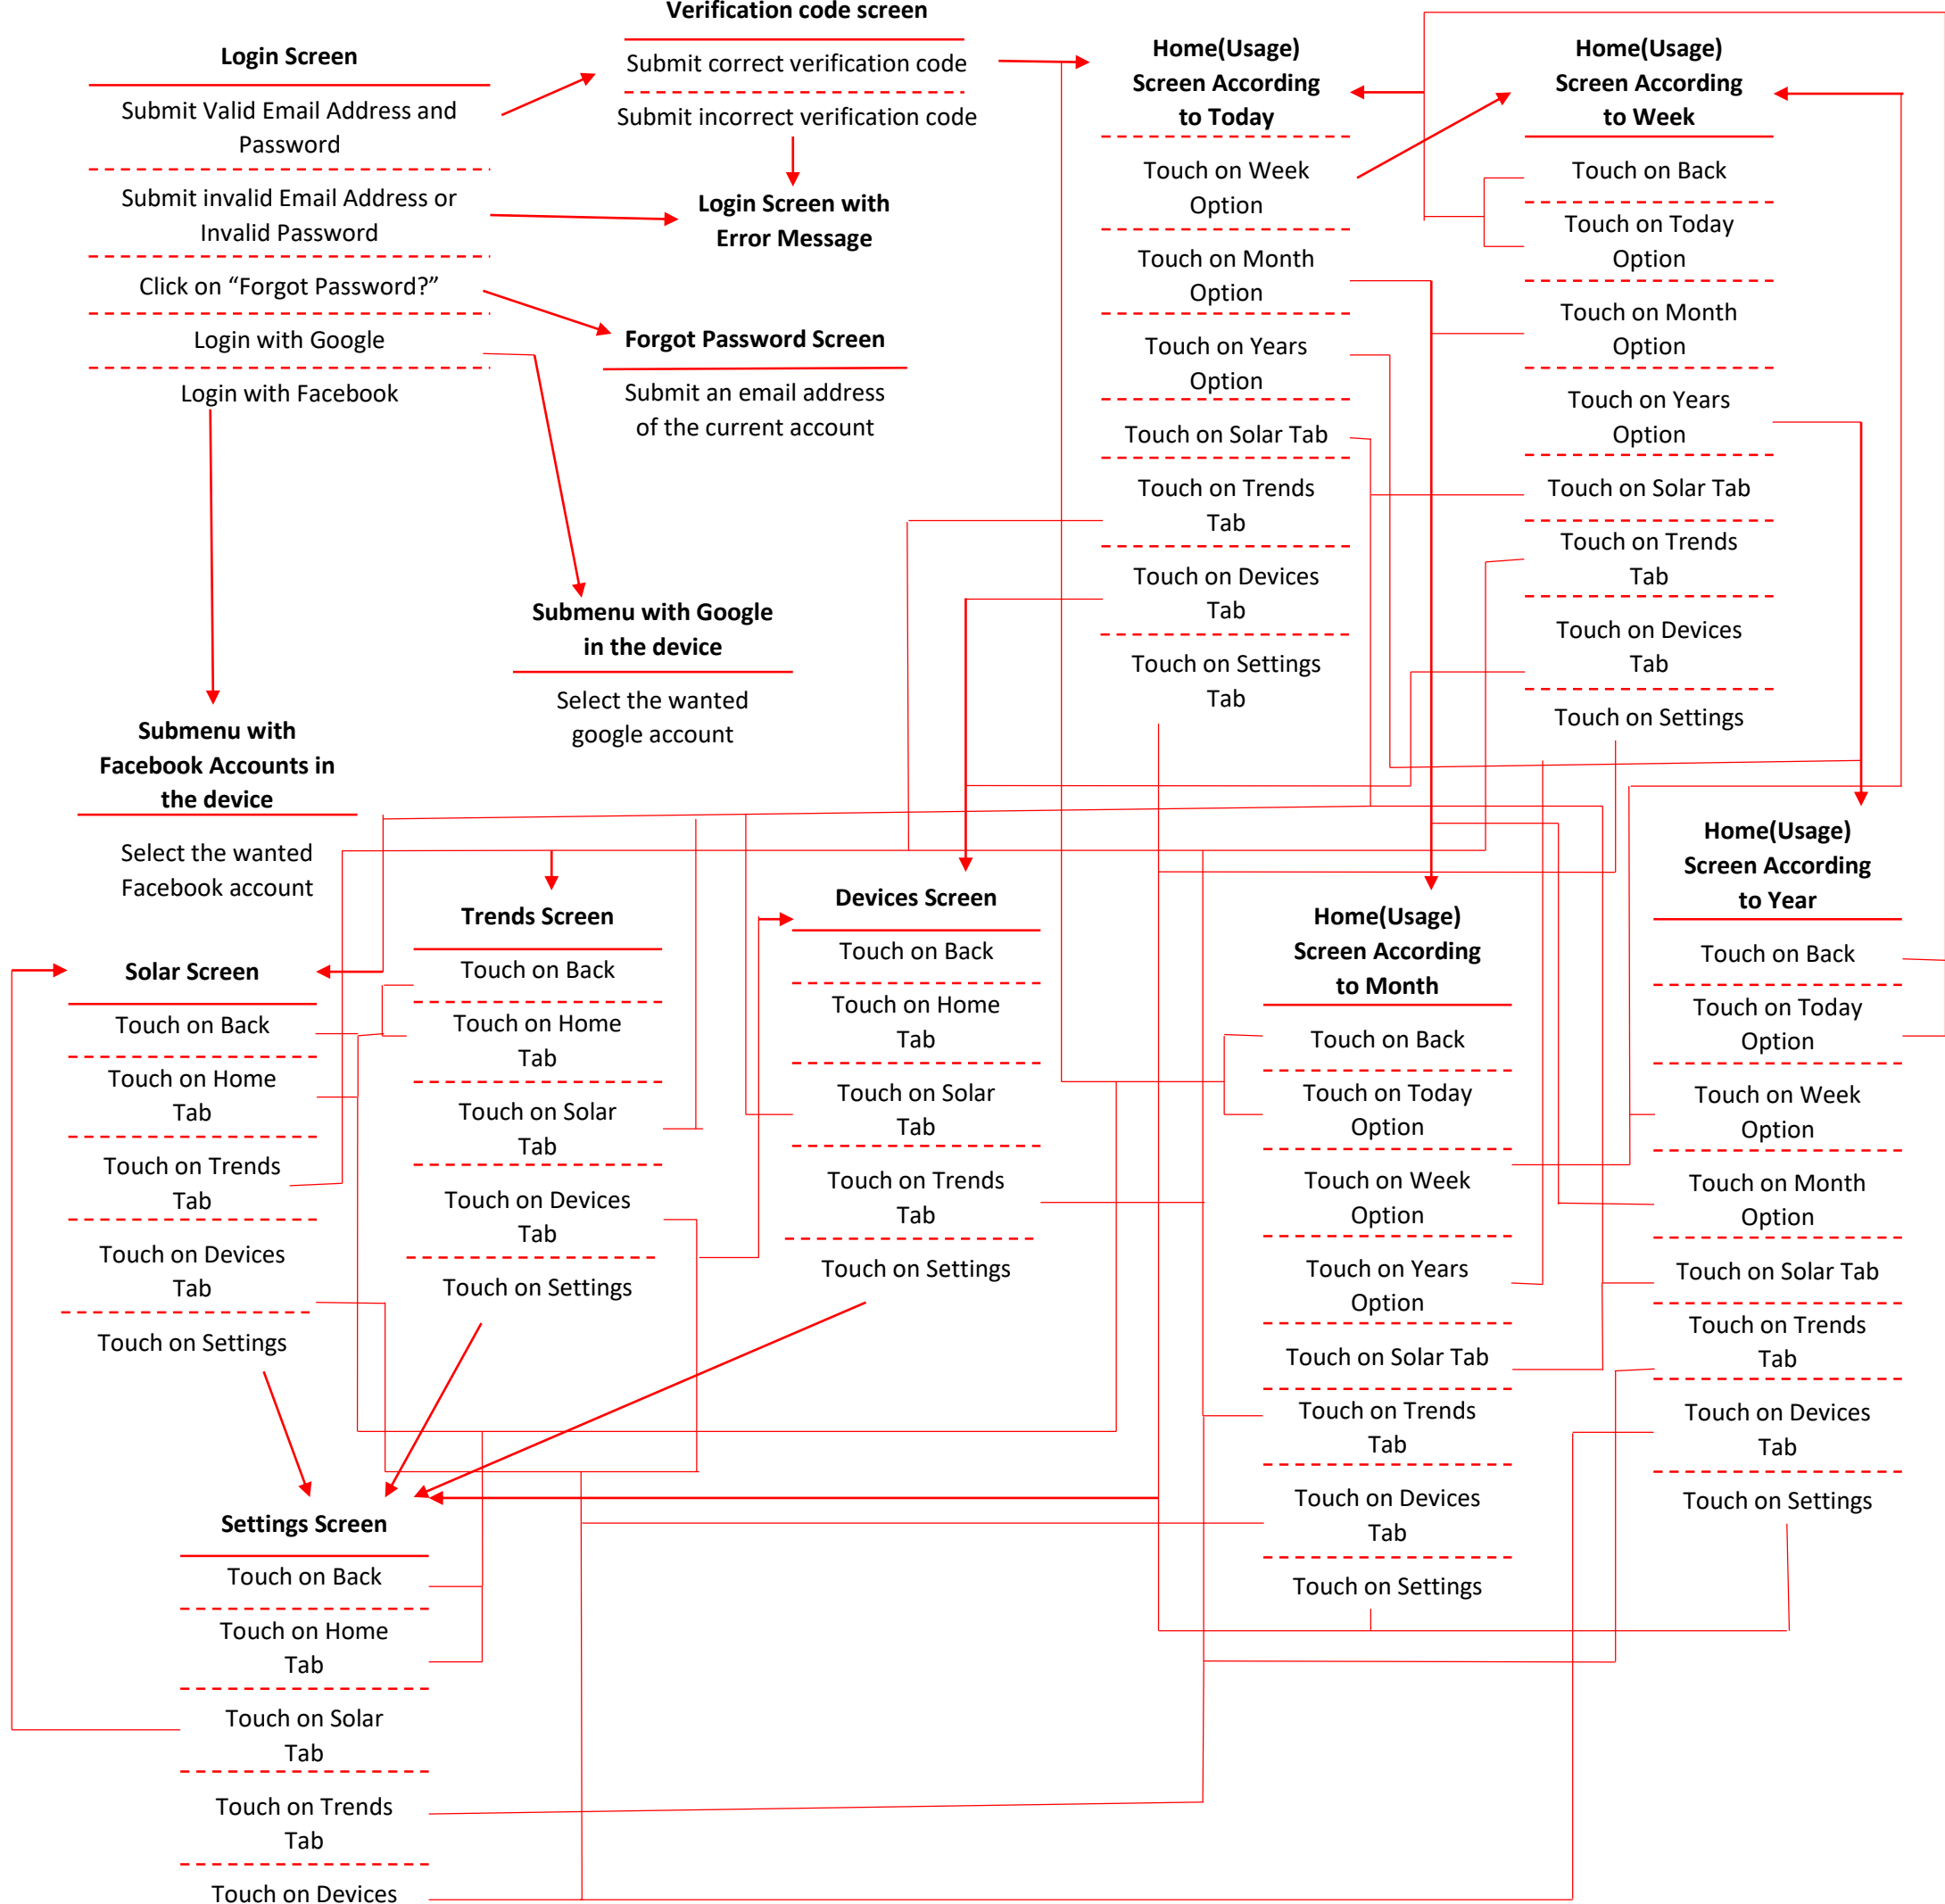 Verification code screen
Submit correct verification code
Submit incorrect verification code
Login Screen
Submit Valid Email Address and
Password
Submit invalid Email Address or
Invalid Password
Click on “Forgot Password?”
Login with Google
Login with Facebook
Login Screen with
Error Message
Forgot Password Screen
Submit an email address
of the current account
Submenu with Google
in the device
Select the wanted
google account
Submenu with
Facebook Accounts in
the device
Select the wanted
Facebook account
Home(Usage)
Screen According
to Today
Touch on Week
Option
Touch on Month
Option
Touch on Years
Option
Touch on Solar Tab
Touch on Trends
Tab
Touch on Devices
Tab
Touch on Settings
Tab
Home(Usage)
Screen According
to Week
Touch on Back
Touch on Today
Option
Touch on Month
Option
Touch on Years
Option
Touch on Solar Tab
Touch on Trends
Tab
Touch on Devices
Tab
Touch on Settings
Solar Screen
Touch on Back
Touch on Home
Tab
Touch on Trends
Tab
Touch on Devices
Tab
Touch on Settings
Trends Screen
Touch on Back
Touch on Home
Tab
Touch on Solar
Tab
Touch on Devices
Tab
Touch on Settings
Devices Screen
Touch on Back
Touch on Home
Tab
Touch on Solar
Tab
Touch on Trends
Tab
Touch on Settings
Home(Usage)
Screen According
to Month
Touch on Back
Touch on Today
Option
Touch on Week
Option
Touch on Years
Option
Touch on Solar Tab
Touch on Trends
Tab
Touch on Devices
Tab
Touch on Settings
Home(Usage)
Screen According
to Year
Touch on Back
Touch on Today
Option
Touch on Week
Option
Touch on Month
Option
Touch on Solar Tab
Touch on Trends
Tab
Touch on Devices
Tab
Touch on Settings
Settings Screen
Touch on Back
Touch on Home
Tab
Touch on Solar
Tab
Touch on Trends
Tab
Touch on Devices